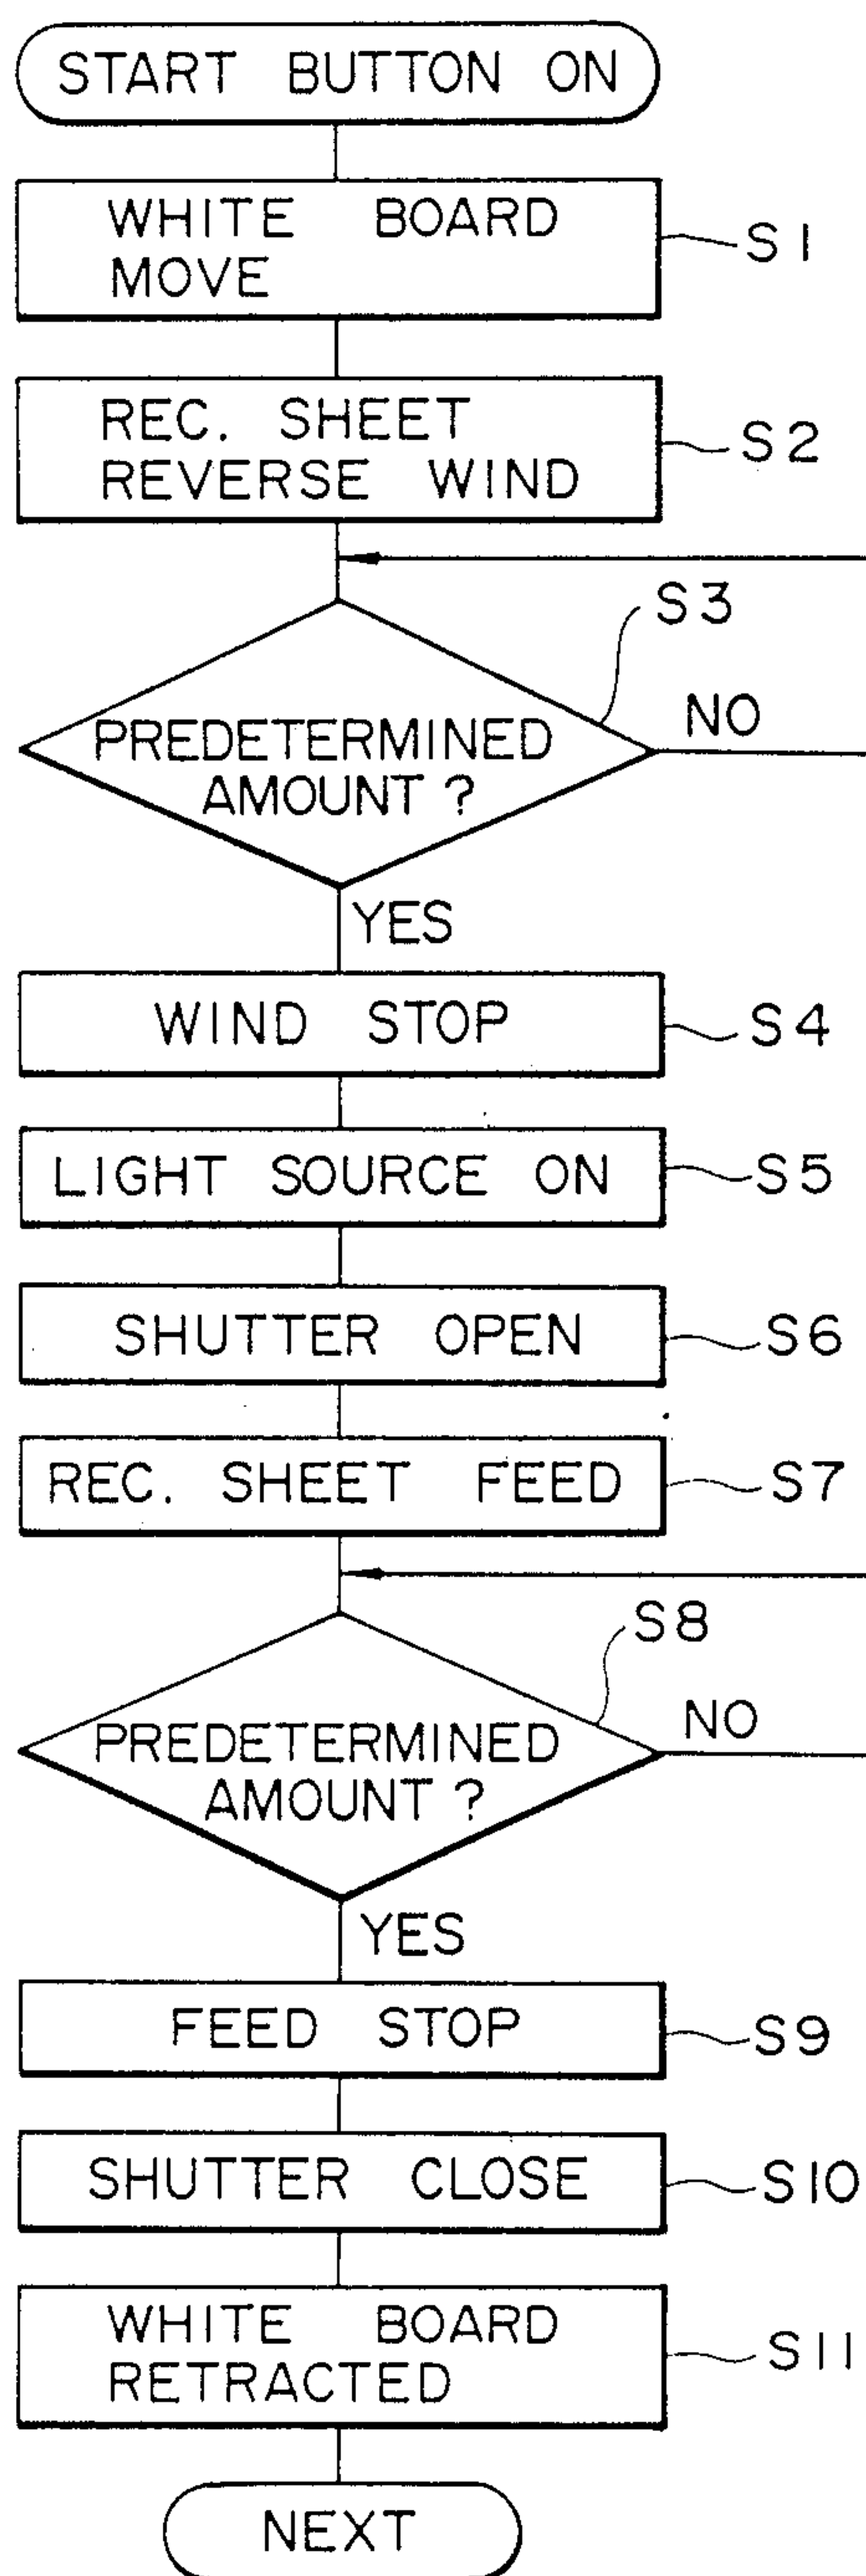 START BUTTON ON
WHITE BOARD
MOVE
S1
REC. SHEET
REVERSE WIND
S2
S3
PREDETERMINED
AMOUNT ?
NO
YES
WIND STOP
S4
LIGHT SOURCE ON
S5
SHUTTER OPEN
S6
REC. SHEET FEED
S7
S8
PREDETERMINED
AMOUNT ?
NO
YES
FEED STOP
S9
SHUTTER CLOSE
S10
WHITE BOARD
RETRACTED
S11
NEXT